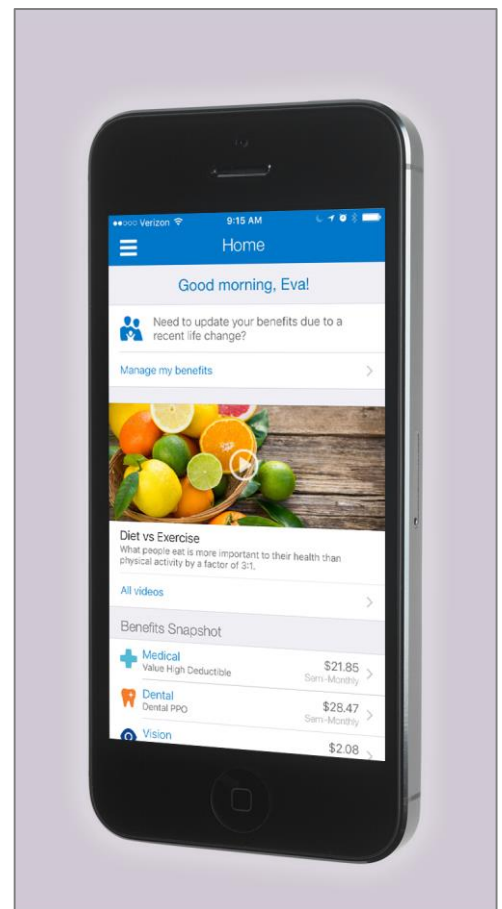 Verizon
9:15 AM
Home
Good morning, Eva!
Need to update your benefits due to a
recent life change?
Manage my benefits
Diet vs Exercise
What people eat is more important to their health than
physical activity by a factor of 3:1.
All videos
Benefits Snapshot
Medical
Value High Deductible
$21.85
Sem-Monthly
Dental
Dental PPO
$28.47
Sem-Monthly
Vision
$2.08